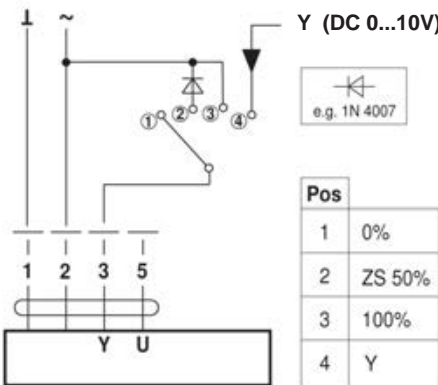 ⊥ ~
Y (DC 0...10V)
① ② ③ ④
e.g. 1N 4007
1 2 3 5
Y U
Pos
1 0%
2 ZS 50%
3 100%
4 Y